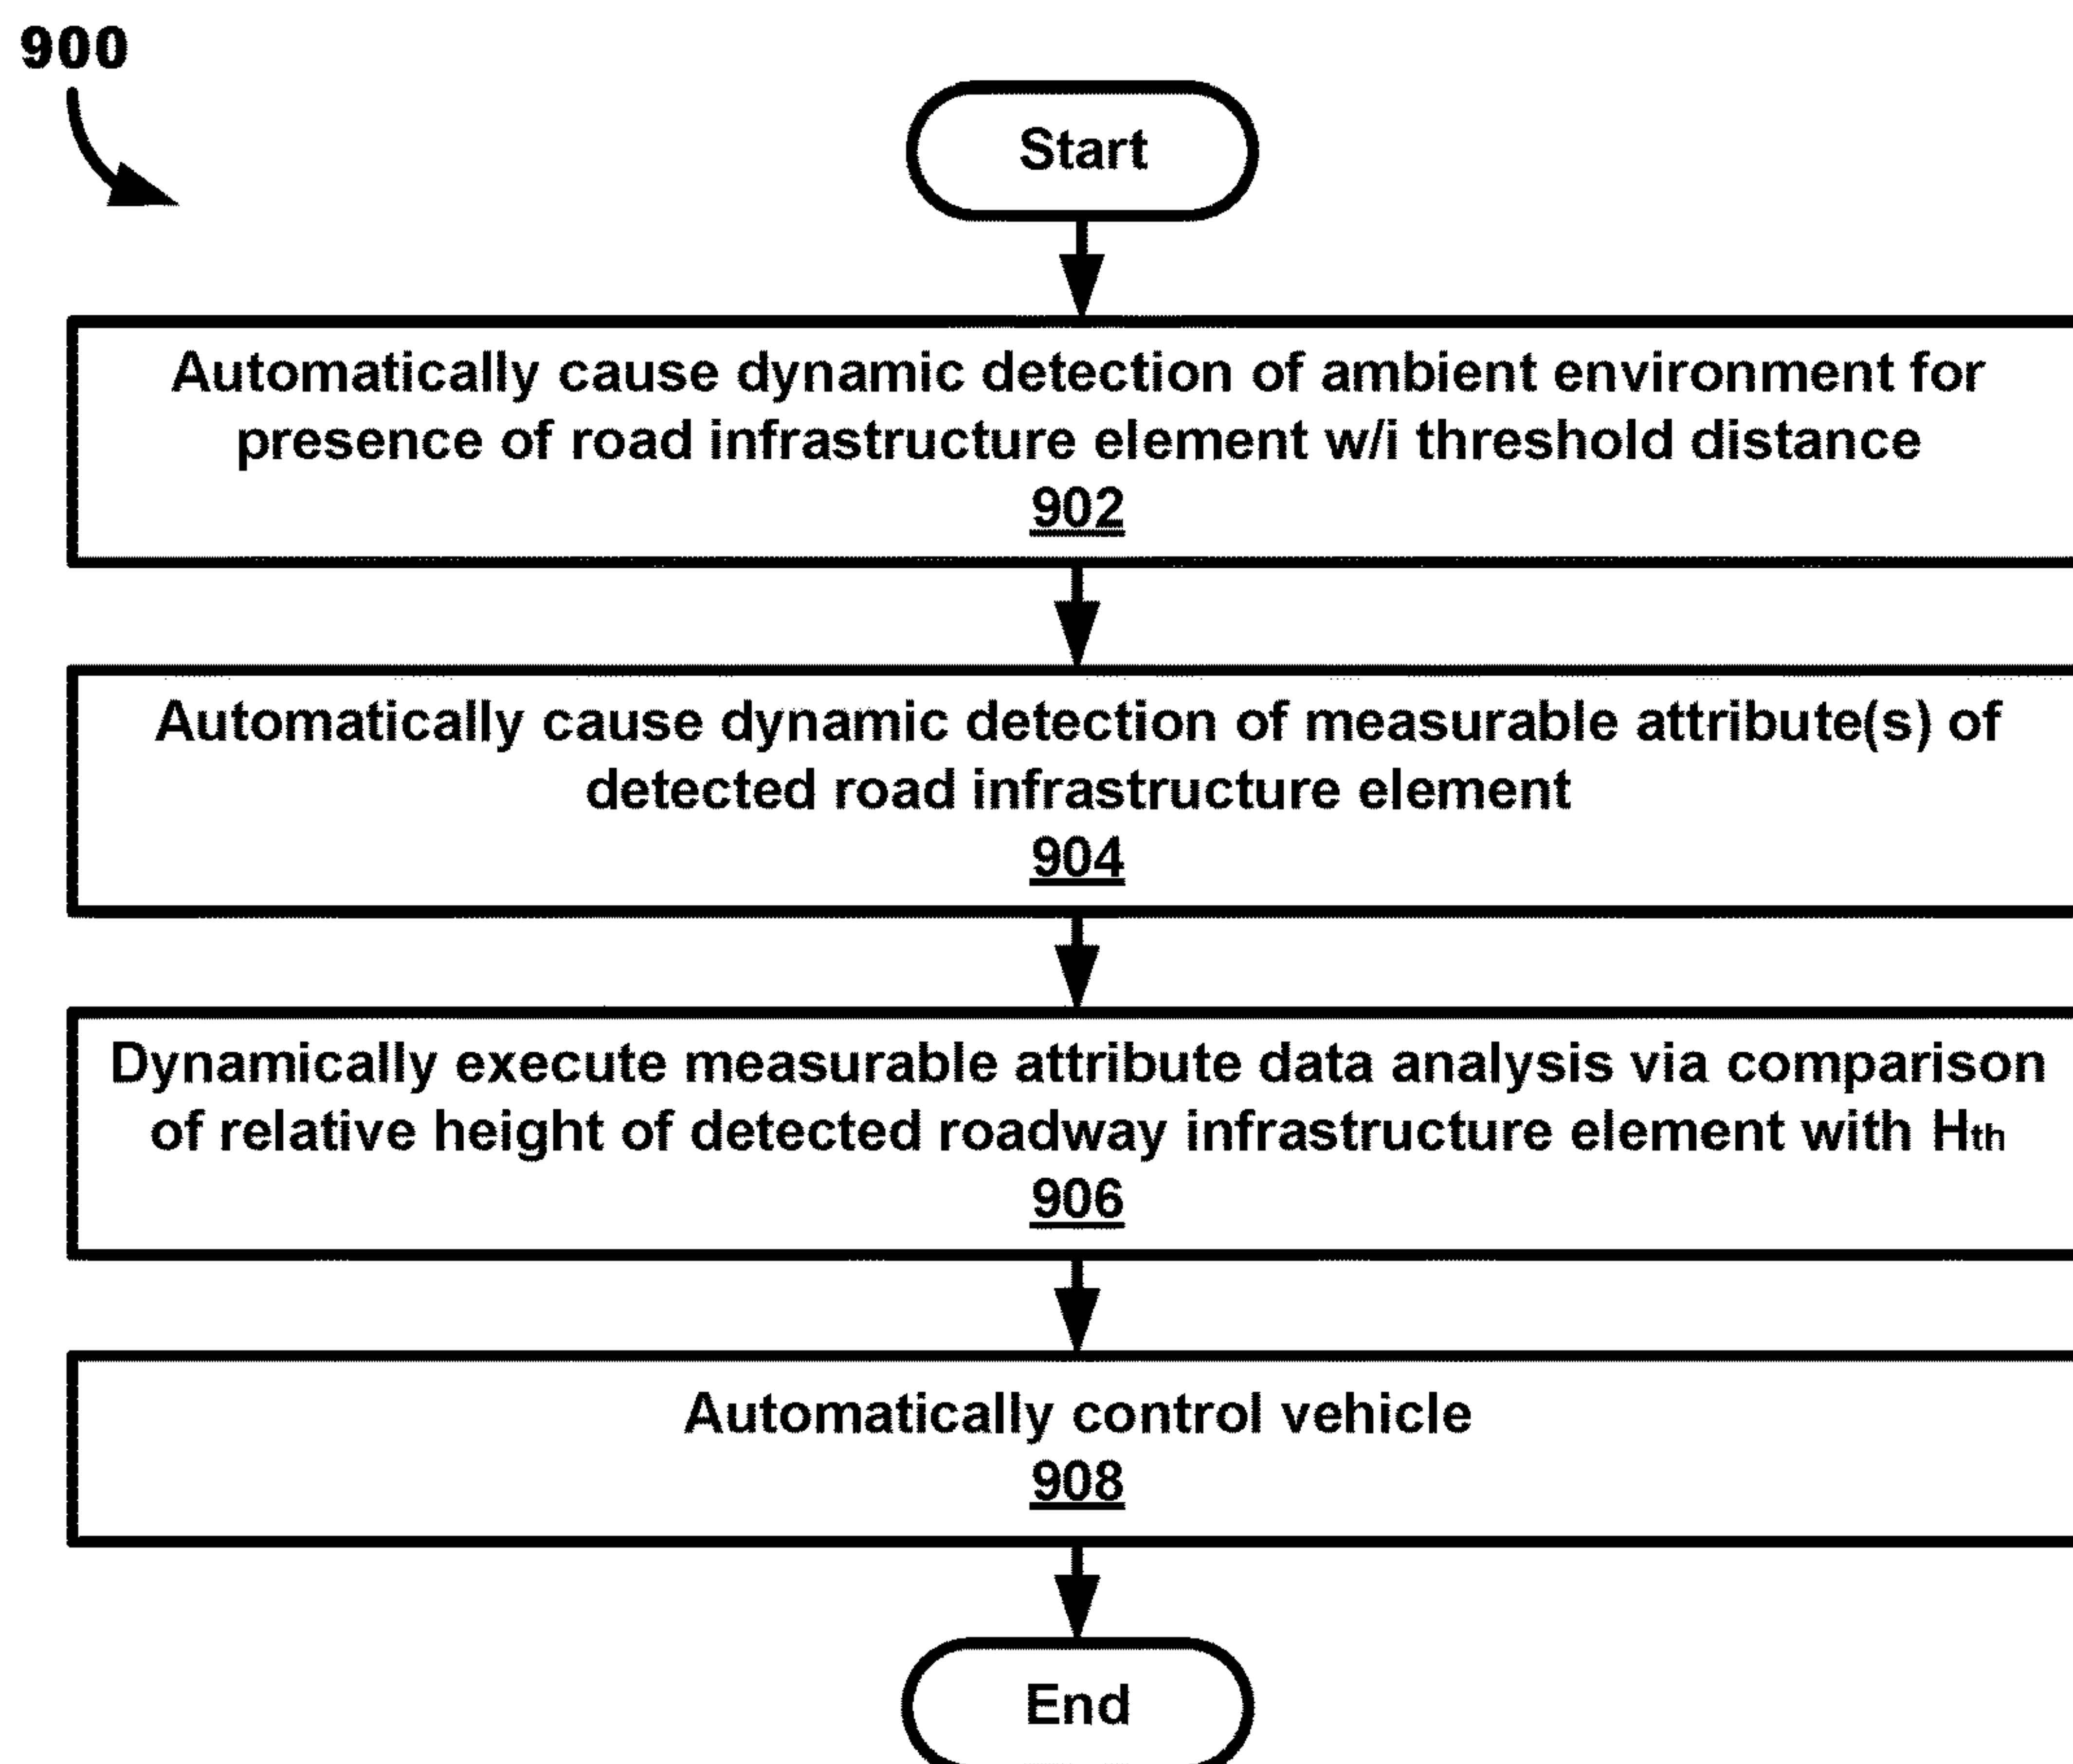 900
Start
Automatically cause dynamic detection of ambient environment for
presence of road infrastructure element w/i threshold distance
902
Automatically cause dynamic detection of measurable attribute(s) of
detected road infrastructure element
904
Dynamically execute measurable attribute data analysis via comparison
of relative height of detected roadway infrastructure element with Hth
906
Automatically control vehicle
908
End